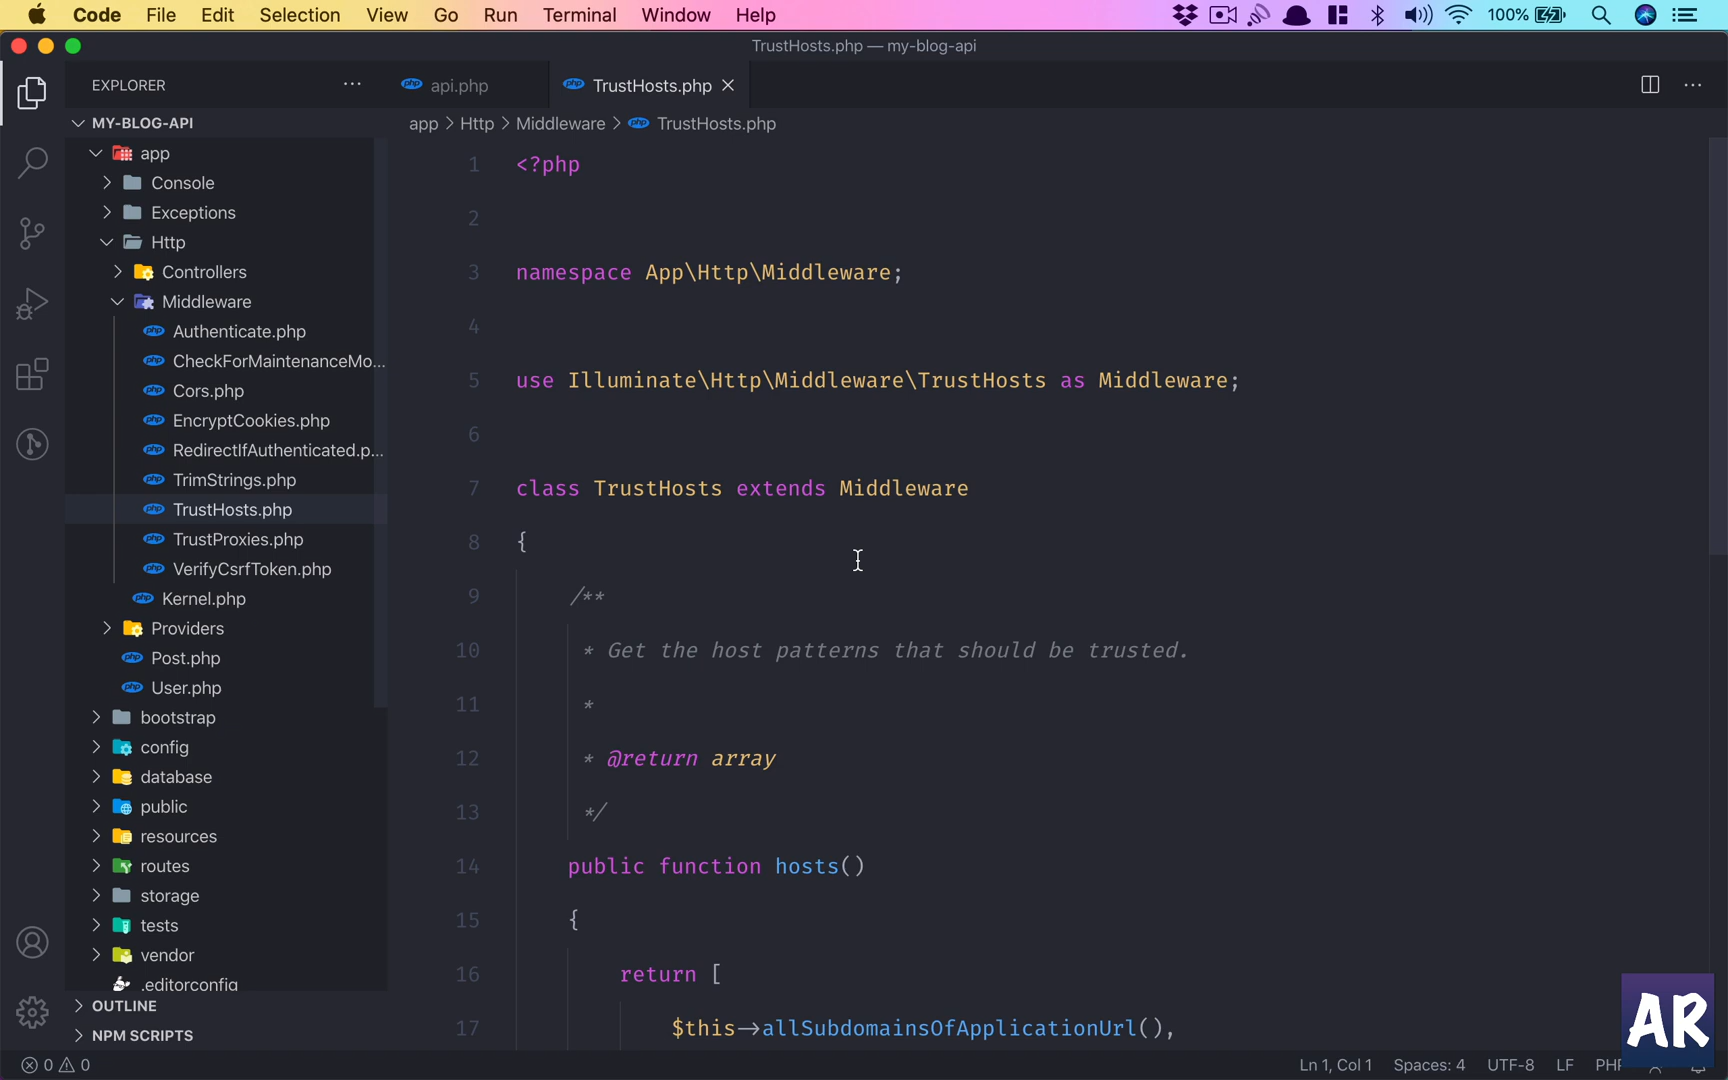 Code File Edit Selection View Go Run Terminal Window Help 100%
TrustHosts.php — my-blog-api
EXPLORER ... api.php TrustHosts.php ...
MY-BLOG-API
app > Http > Middleware > TrustHosts.php
app
Console
Exceptions
Http
Controllers
Middleware
Authenticate.php
CheckForMaintenanceMo...
Cors.php
EncryptCookies.php
RedirectIfAuthenticated.p...
TrimStrings.php
TrustHosts.php
TrustProxies.php
VerifyCsrfToken.php
Kernel.php
Providers
Post.php
User.php
bootstrap
config
database
public
resources
routes
storage
tests
vendor
.editorconfig
OUTLINE
NPM SCRIPTS
1 <?php
2
3 namespace App\Http\Middleware;
4
5 use Illuminate\Http\Middleware\TrustHosts as Middleware;
6
7 class TrustHosts extends Middleware
8 {
9 /**
10 * Get the host patterns that should be trusted.
11 *
12 * @return array
13 */
14 public function hosts()
15 {
16 return [
17 $this->allSubdomainsOfApplicationUrl(),
AR
0 0 Ln 1, Col 1 Spaces: 4 UTF-8 LF